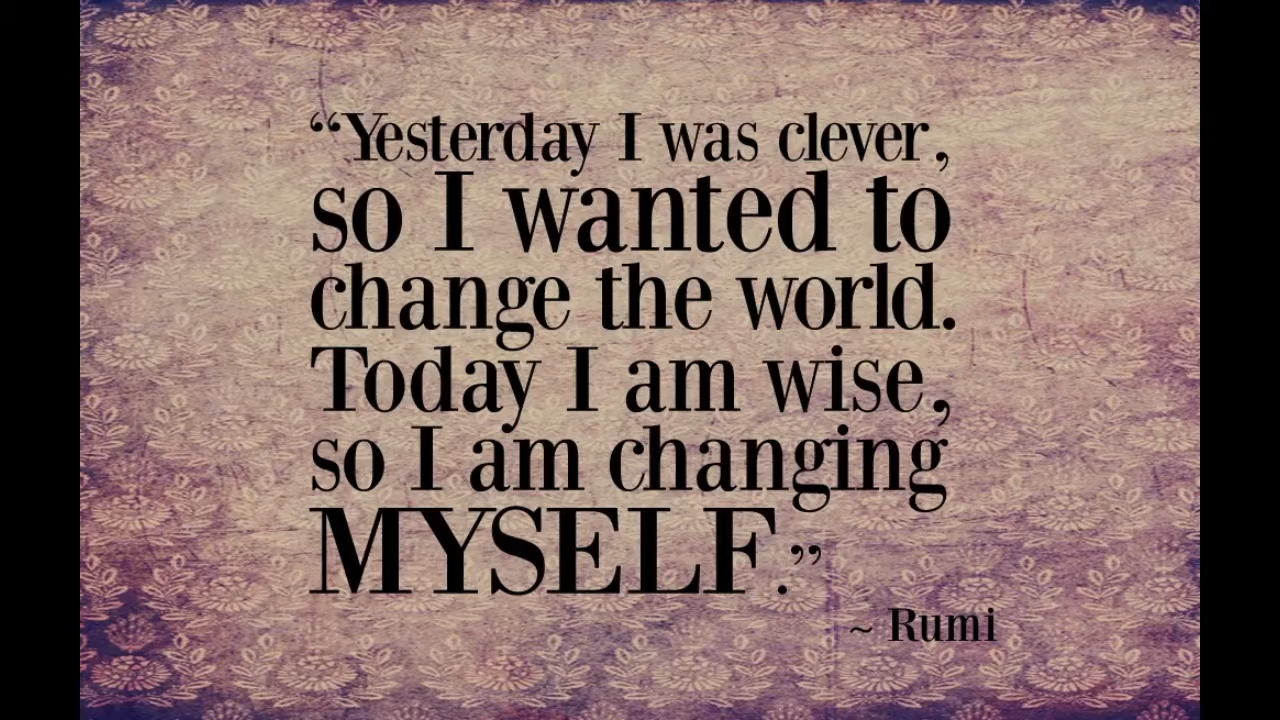 “Yesterday I was clever,
so I wanted to
change the world.
Today I am wise,
so I am changing
MYSELF.”
~ Rumi